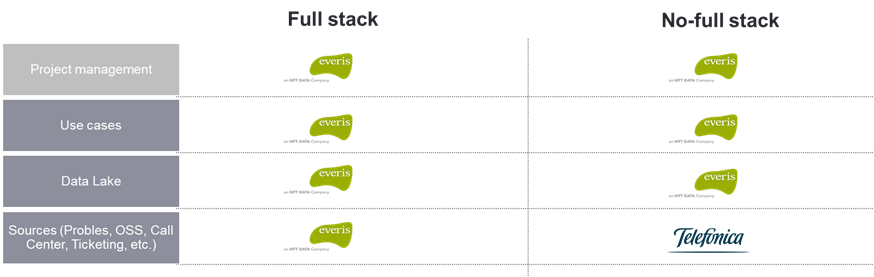 Full stack
No-full stack
Project management
everis
an NTT DATA Company
everis
an NTT DATA Company
Use cases
everis
an NTT DATA Company
everis
an NTT DATA Company
Data Lake
everis
an NTT DATA Company
everis
an NTT DATA Company
Sources (Probles, OSS, Call
Center, Ticketing, etc.)
everis
an NTT DATA Company
Telefónica